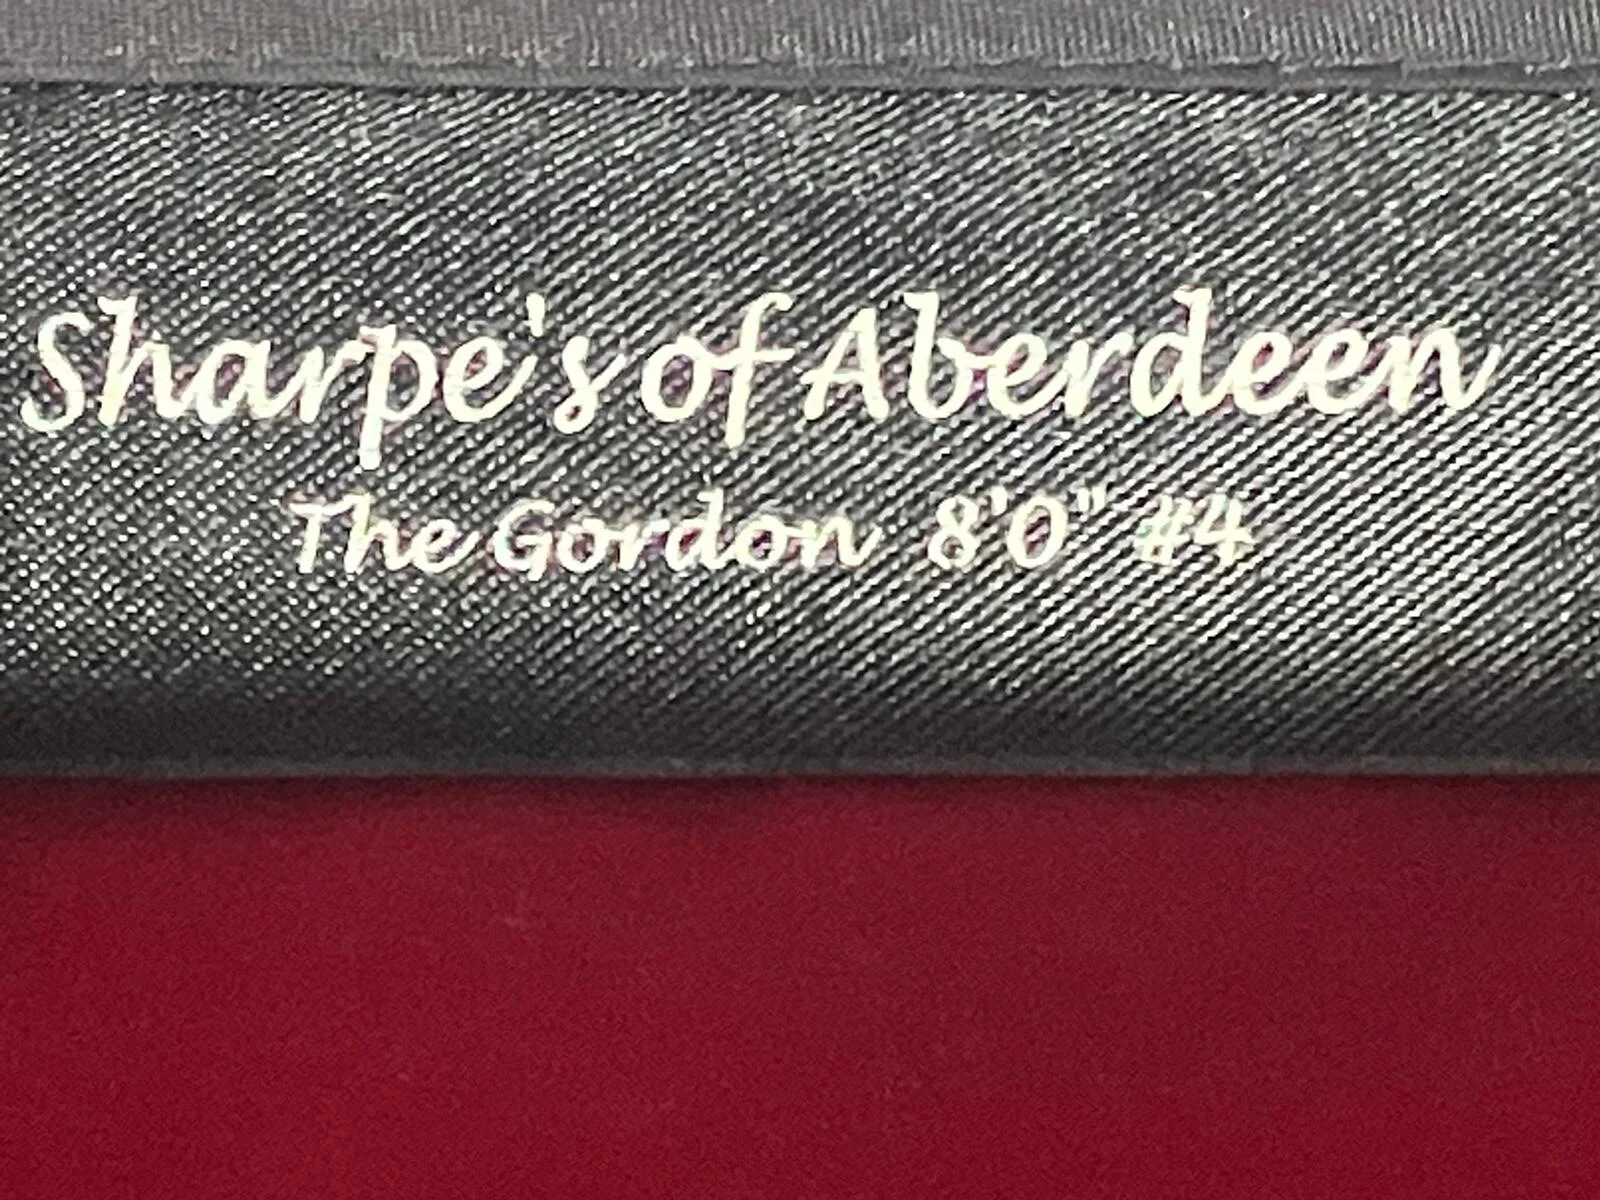 Sharpe's of Aberdeen
The Gordon 8'0" #4